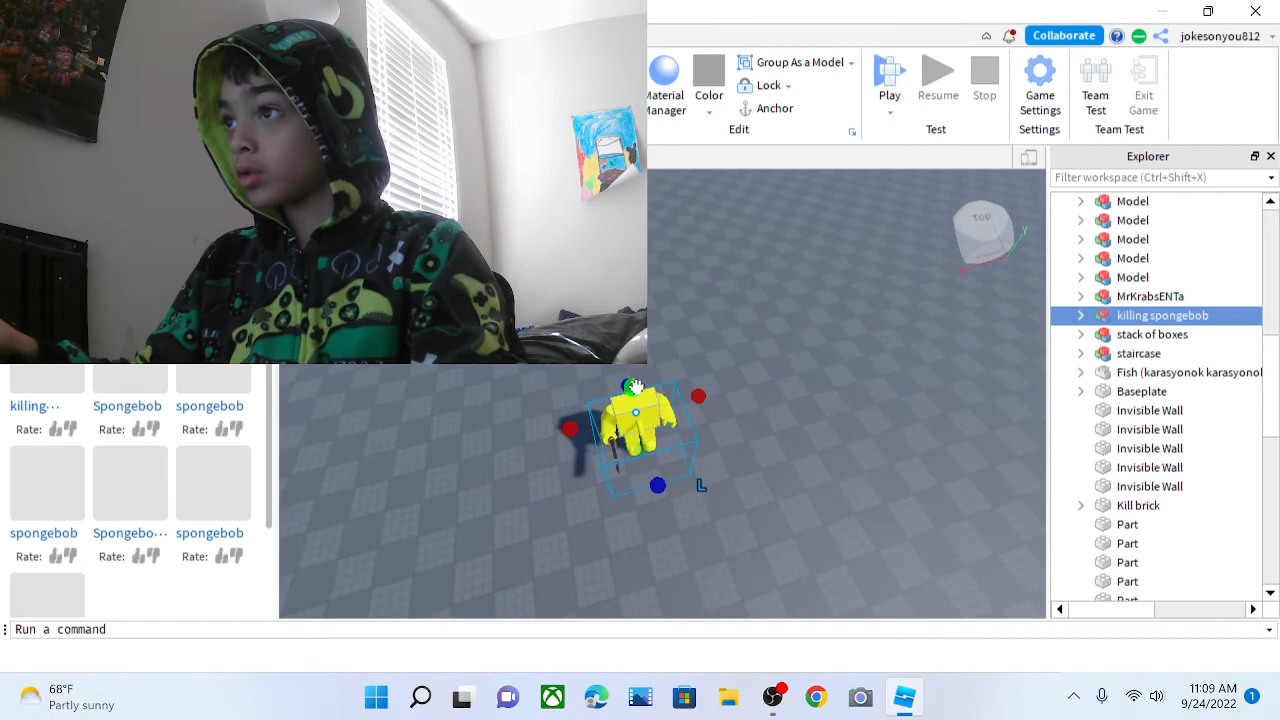 Collaborate
jokesonyou812
Material
Manager
Color
Group As a Model
Lock
Anchor
Edit
Play
Resume
Stop
Test
Game
Settings
Settings
Team
Test
Exit
Game
Team Test
Explorer
Filter workspace (Ctrl+Shift+X)
Model
Model
Model
Model
Model
MrKrabsENTa
killing spongebob
stack of boxes
staircase
Fish (karasyonok karasyonol
Baseplate
Invisible Wall
Invisible Wall
Invisible Wall
Invisible Wall
Invisible Wall
Kill brick
Part
Part
Part
Part
Part
Top
Y
L
killing... Spongebob spongebob
Rate: Rate: Rate:
spongebob Spongebo... spongebob
Rate: Rate: Rate:
Run a command
68°F
Partly sunny
11:09 AM
9/24/2022
1